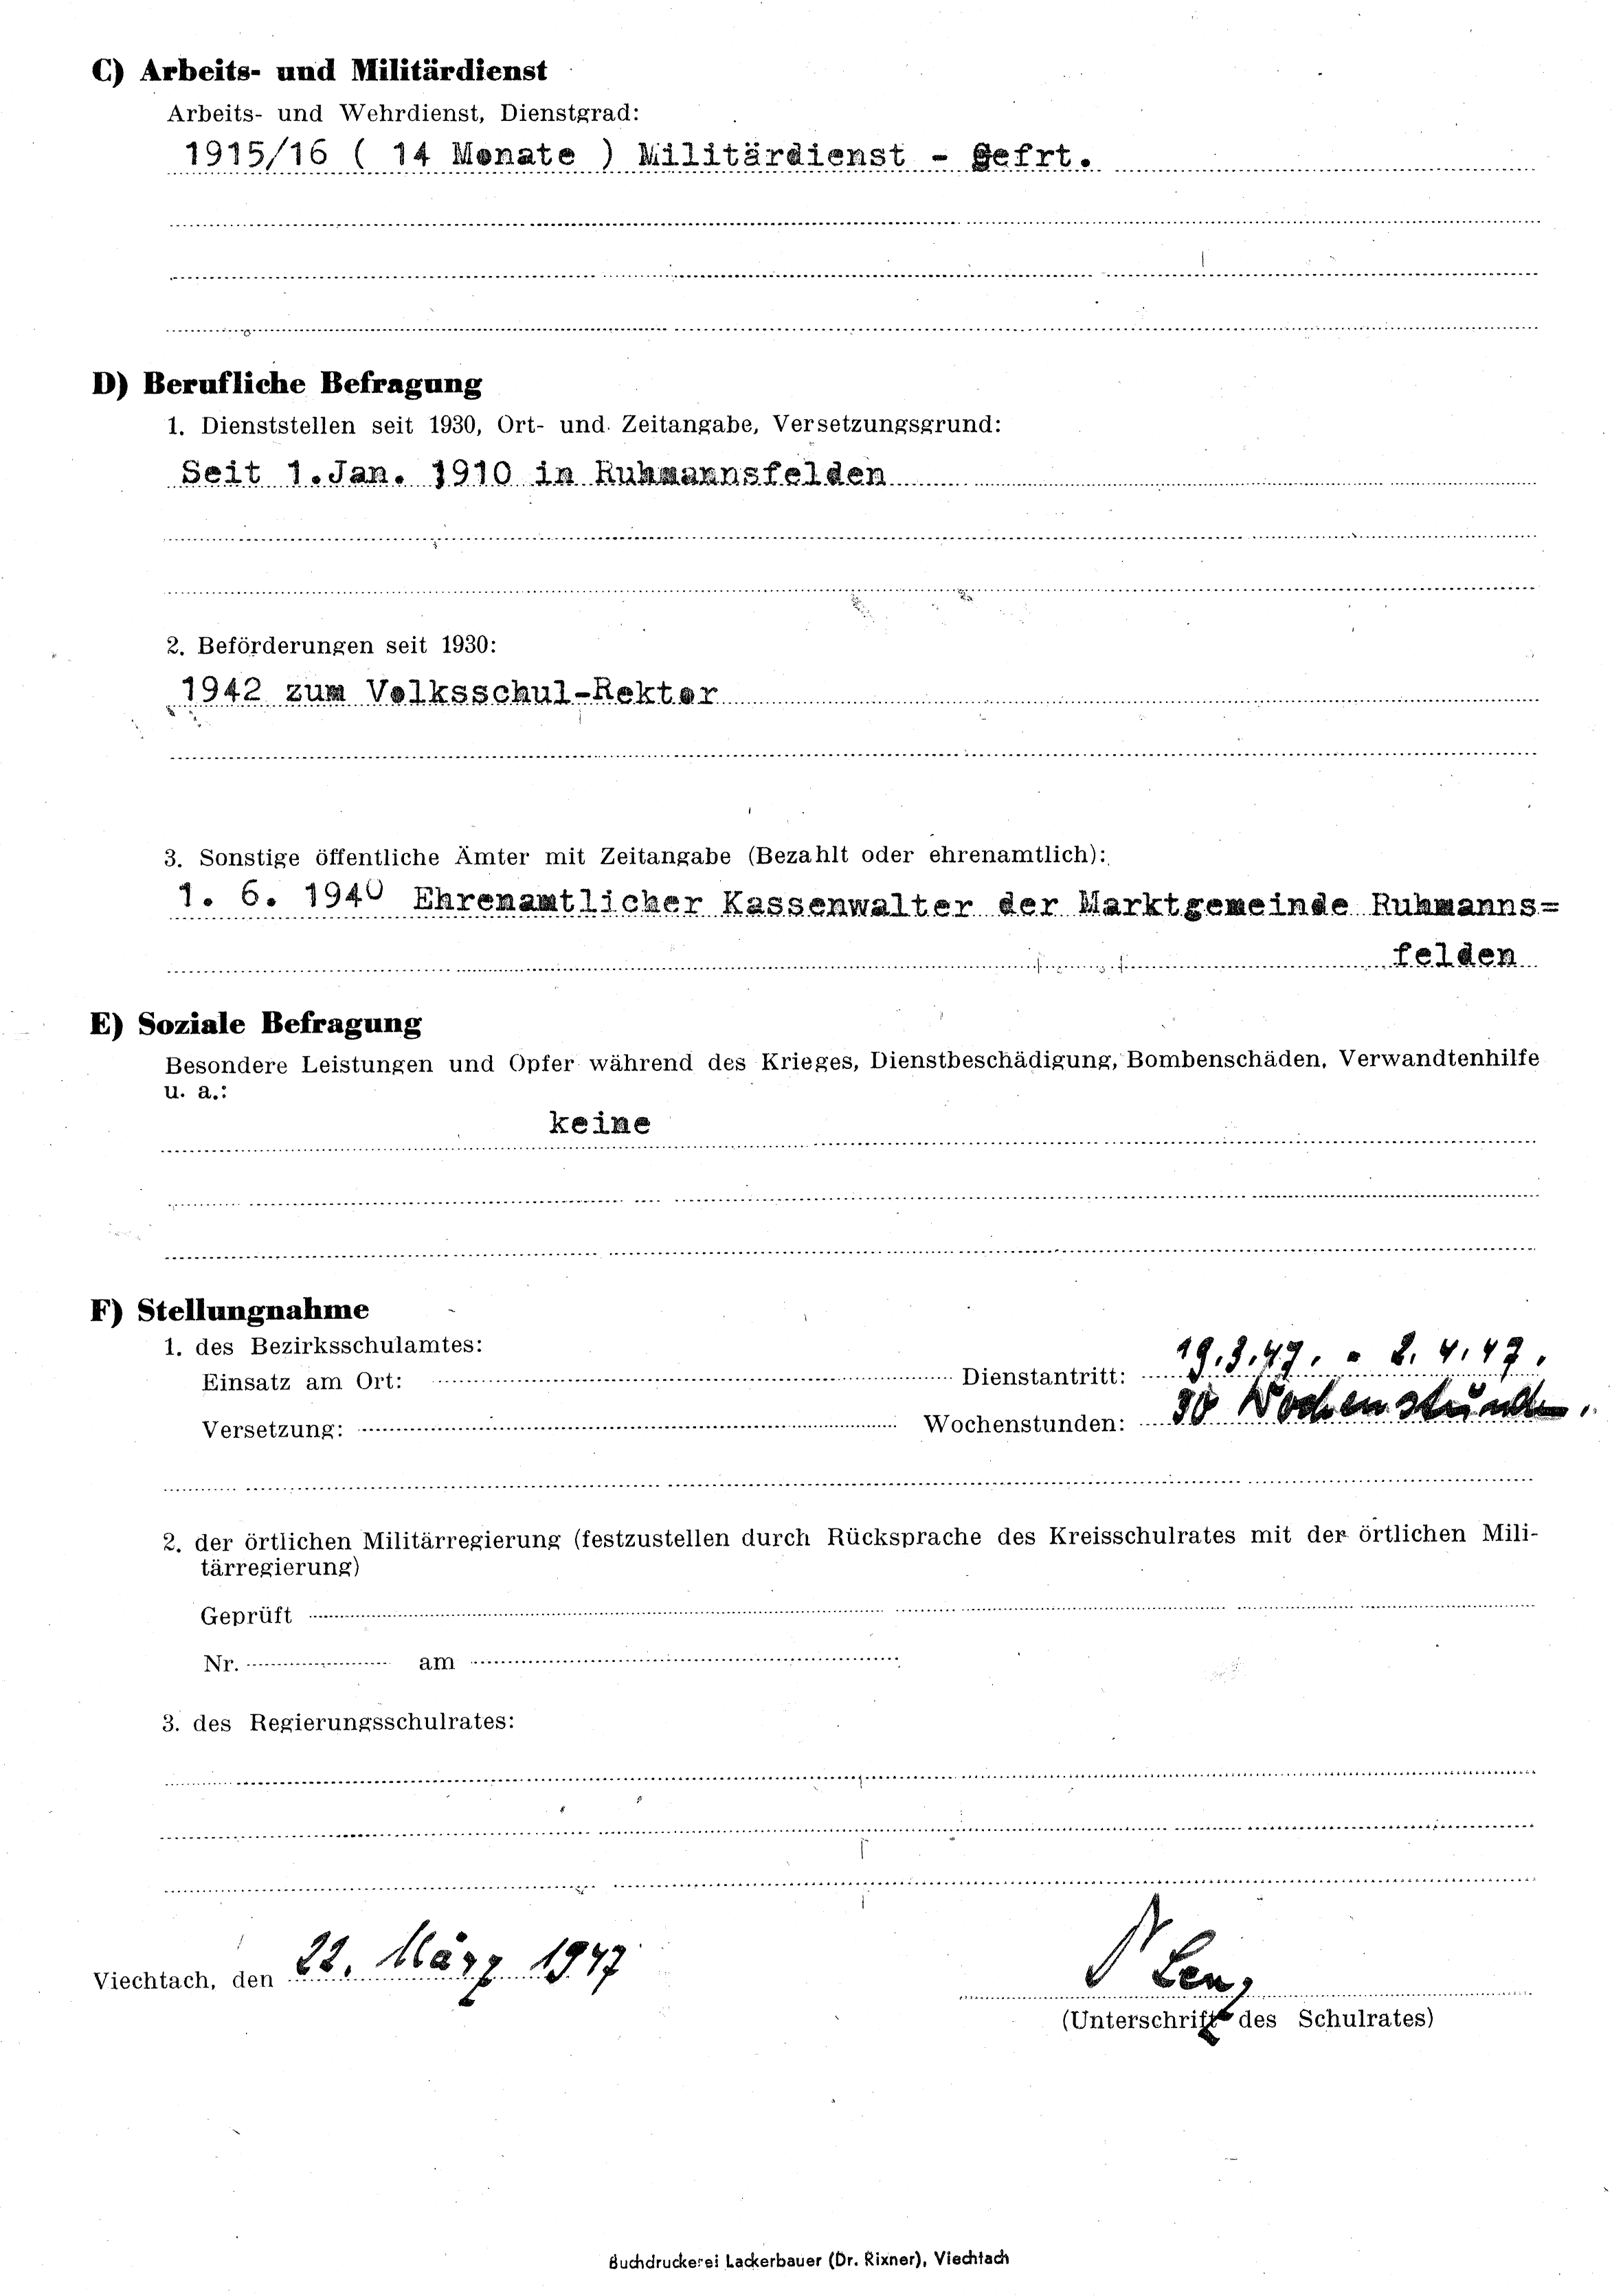 C) Arbeits- und Militärdienst
Arbeits- und Wehrdienst, Dienstgrad:
1915/16 ( 14 Monate ) Militärdienst - Gefrt.
D) Berufliche Befragung
1. Dienststellen seit 1930, Ort- und Zeitangabe, Versetzungsgrund:
Seit 1.Jan. 1910 in Ruhmannsfelden
2. Beförderungen seit 1930:
1942 zum Volksschul-Rektor
3. Sonstige öffentliche Ämter mit Zeitangabe (Bezahlt oder ehrenamtlich):
1. 6. 1940 Ehrenamtlicher Kassenwalter der Marktgemeinde Ruhmanns=
felden
E) Soziale Befragung
Besondere Leistungen und Opfer während des Krieges, Dienstbeschädigung, Bombenschäden, Verwandtenhilfe
u. a.:
keine
F) Stellungnahme
1. des Bezirksschulamtes:
Einsatz am Ort: Dienstantritt: 19.3.47. - 2.4.47.
Versetzung: Wochenstunden: 30 Wochenstunden.
2. der örtlichen Militärregierung (festzustellen durch Rücksprache des Kreisschulrates mit der örtlichen Mili-
tärregierung)
Geprüft
Nr. am
3. des Regierungsschulrates:
Viechtach, den 22. März 1947
Lenz
(Unterschrift des Schulrates)
Buchdruckerei Lackerbauer (Dr. Rixner), Viechtach